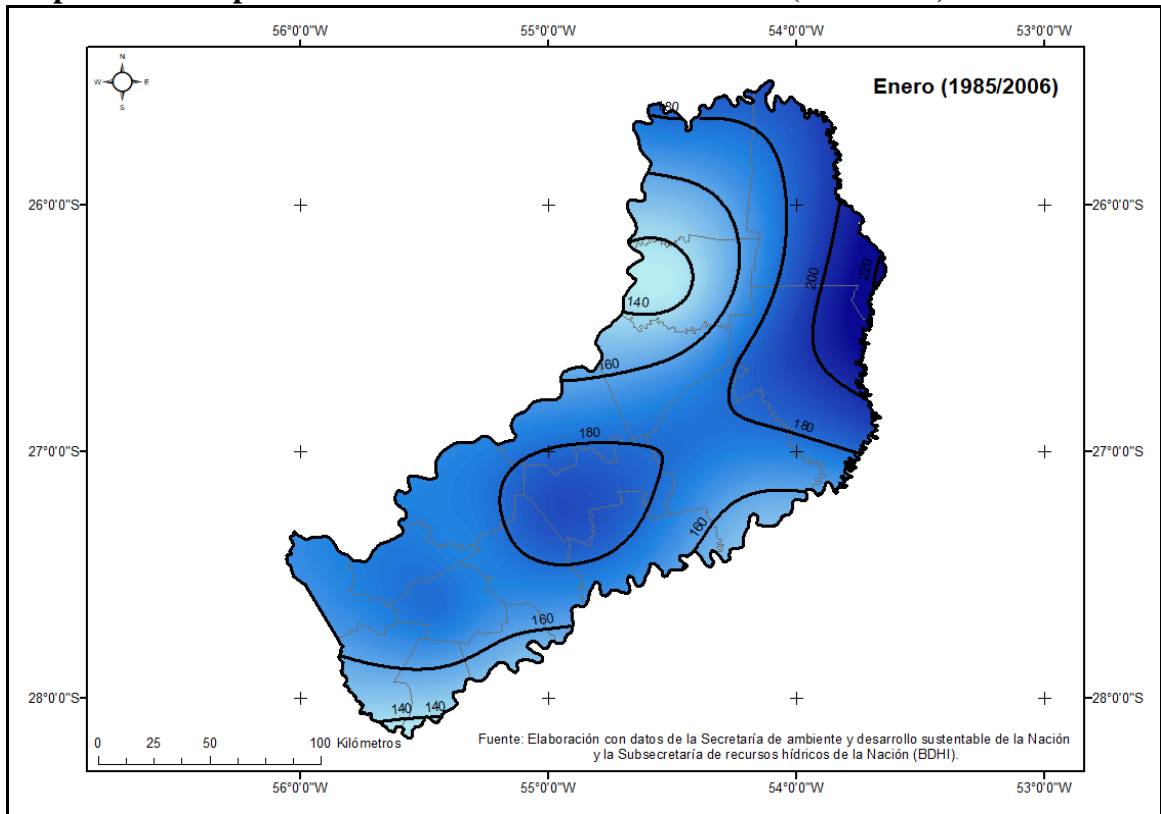 56°0'0"W 55°0'0"W 54°0'0"W 53°0'0"W
N
W E
S
Enero (1985/2006)
180
26°0'0"S 26°0'0"S
200
220
140
160
180
180
27°0'0"S 27°0'0"S
160
160
28°0'0"S 28°0'0"S
140 140
0 25 50 100 Kilómetros
Fuente: Elaboración con datos de la Secretaría de ambiente y desarrollo sustentable de la Nación
y la Subsecretaría de recursos hídricos de la Nación (BDHI).
56°0'0"W 55°0'0"W 54°0'0"W 53°0'0"W